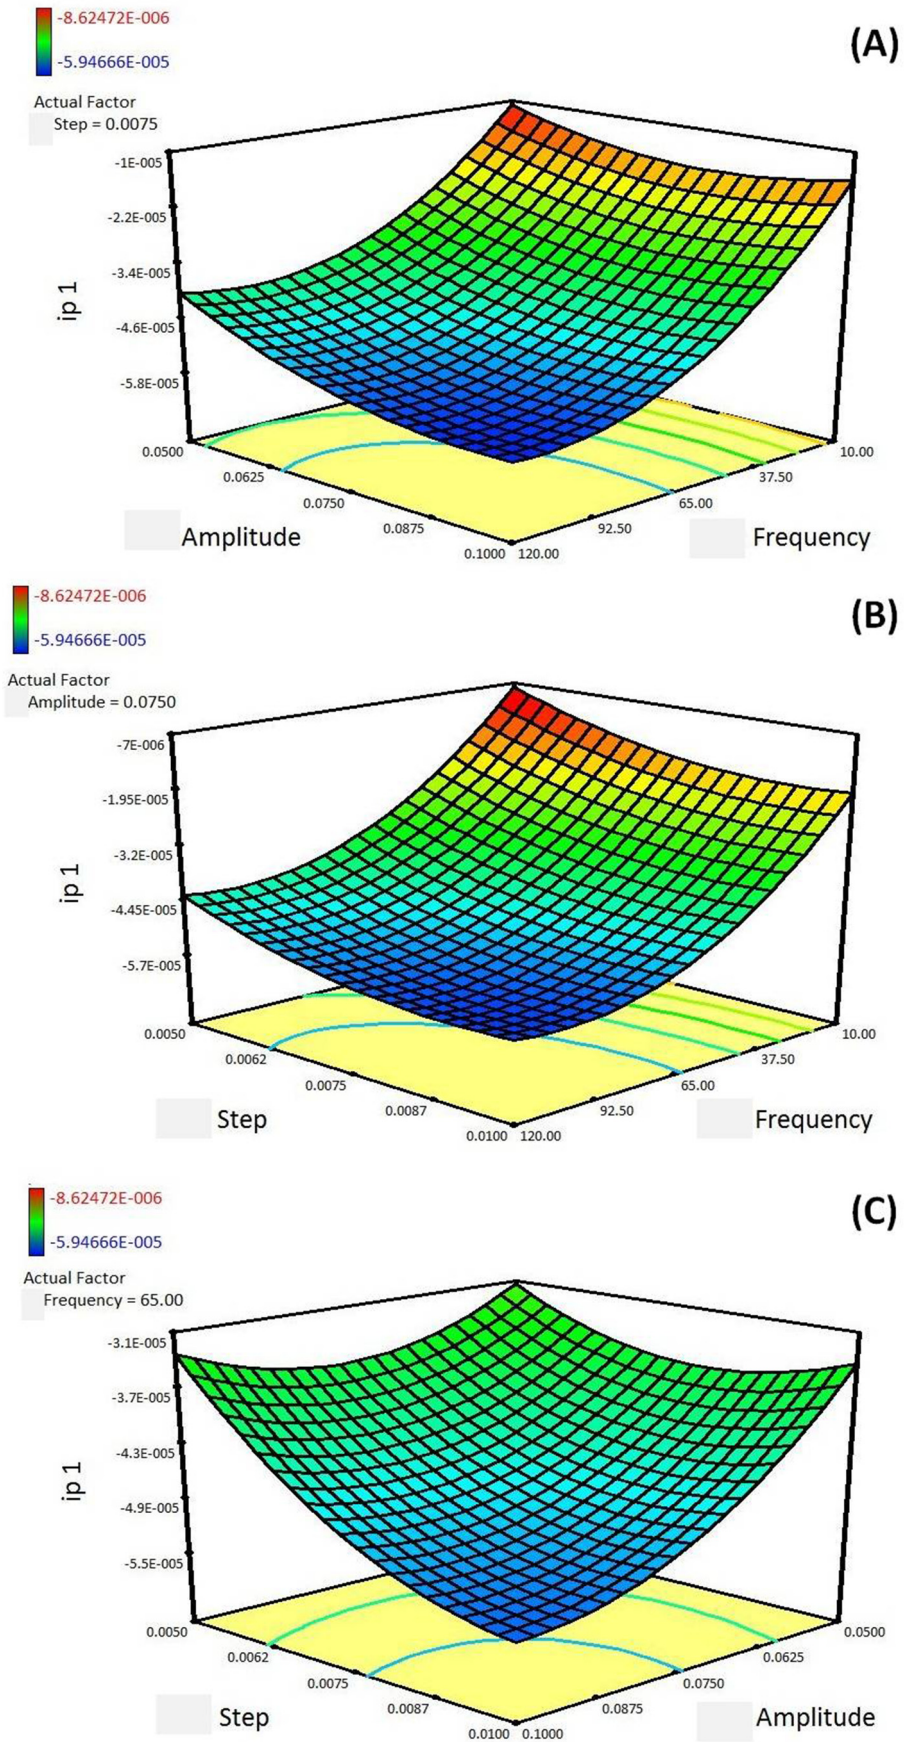 -8.62472E-006
(A)
-5.94666E-005
Actual Factor
Step = 0.0075
-1E-005
-2.2E-005
-3.4E-005
-4.6E-005
-5.8E-005
ip 1
0.0500
0.0625
0.0750
0.0875
0.1000
120.00
92.50
65.00
37.50
10.00
Amplitude
Frequency
-8.62472E-006
(B)
-5.94666E-005
Actual Factor
Amplitude = 0.0750
-7E-006
-1.95E-005
-3.2E-005
-4.45E-005
-5.7E-005
ip 1
0.0050
0.0062
0.0075
0.0087
0.0100
120.00
92.50
65.00
37.50
10.00
Step
Frequency
-8.62472E-006
(C)
-5.94666E-005
Actual Factor
Frequency = 65.00
-3.1E-005
-3.7E-005
-4.3E-005
-4.9E-005
-5.5E-005
ip 1
0.0050
0.0062
0.0075
0.0087
0.0100
0.1000
0.0875
0.0750
0.0625
0.0500
Step
Amplitude